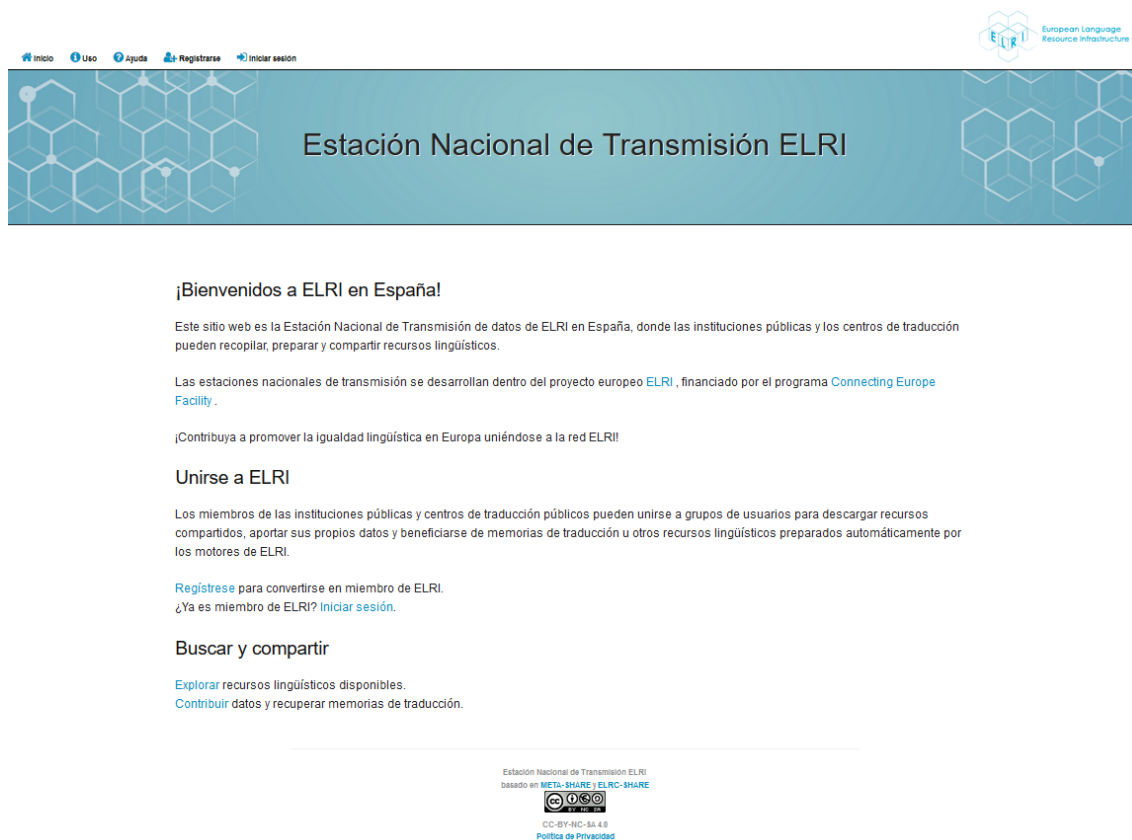 European Language
Resource Infrastructure
ELRI
Inicio Uso Ayuda Registrarse Iniciar sesión
Estación Nacional de Transmisión ELRI
¡Bienvenidos a ELRI en España!
Este sitio web es la Estación Nacional de Transmisión de datos de ELRI en España, donde las instituciones públicas y los centros de traducción
pueden recopilar, preparar y compartir recursos lingüísticos.
Las estaciones nacionales de transmisión se desarrollan dentro del proyecto europeo ELRI , financiado por el programa Connecting Europe
Facility .
¡Contribuya a promover la igualdad lingüística en Europa uniéndose a la red ELRI!
Unirse a ELRI
Los miembros de las instituciones públicas y centros de traducción públicos pueden unirse a grupos de usuarios para descargar recursos
compartidos, aportar sus propios datos y beneficiarse de memorias de traducción u otros recursos lingüísticos preparados automáticamente por
los motores de ELRI.
Regístrese para convertirse en miembro de ELRI.
¿Ya es miembro de ELRI? Iniciar sesión.
Buscar y compartir
Explorar recursos lingüísticos disponibles.
Contribuir datos y recuperar memorias de traducción.
Estación Nacional de Transmisión ELRI
basado en META-SHARE y ELRC-SHARE
cc BY NC SA
CC-BY-NC-SA 4.0
Política de Privacidad